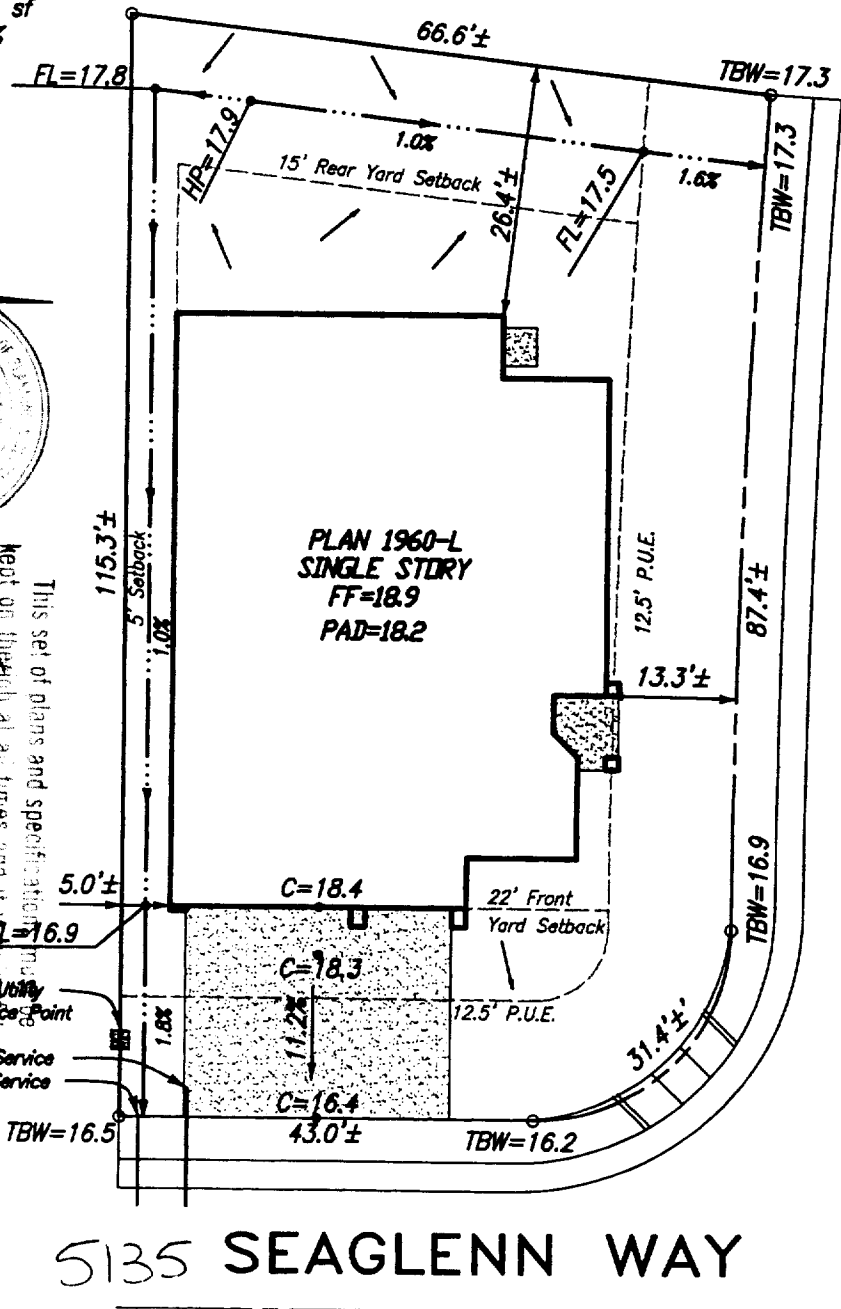 sf
%
66.6'±
FL=17.8
TBW=17.3
TBW=17.3
HP=17.9
1.0%
15' Rear Yard Setback
26.4'±
FL=17.5
1.6%
115.3'±
5' Setback
1.0%
PLAN 1960-L
SINGLE STORY
FF=18.9
PAD=18.2
12.5' P.U.E.
87.4'±
13.3'±
This set of plans and specifications
kept on the
5.0'±
C=18.4
22' Front
Yard Setback
TBW=16.9
L=16.9
C=18.3
Utility
Point
12.5' P.U.E.
1.8%
11.2%
31.4'±'
Service
Service
C=16.4
TBW=16.5
43.0'±
TBW=16.2
5135 SEAGLENN WAY